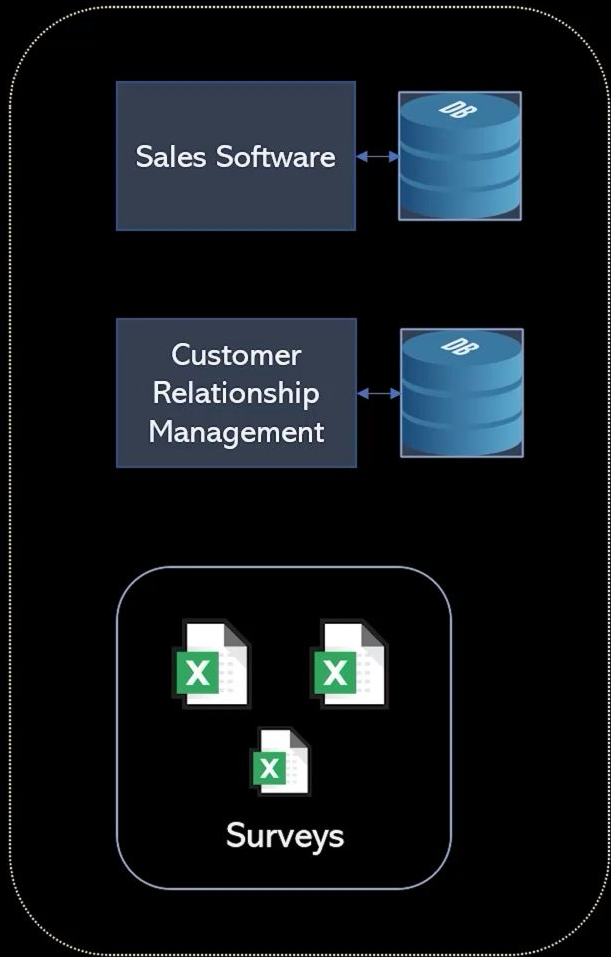 Sales Software
DB
Customer
Relationship
Management
DB
X
X
X
Surveys